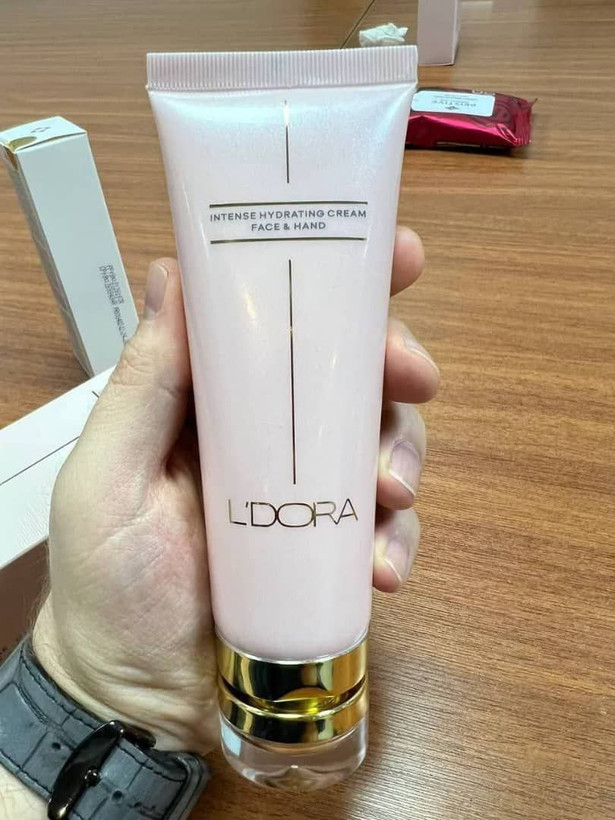 INTENSE HYDRATING CREAM
FACE & HAND
L'DORA